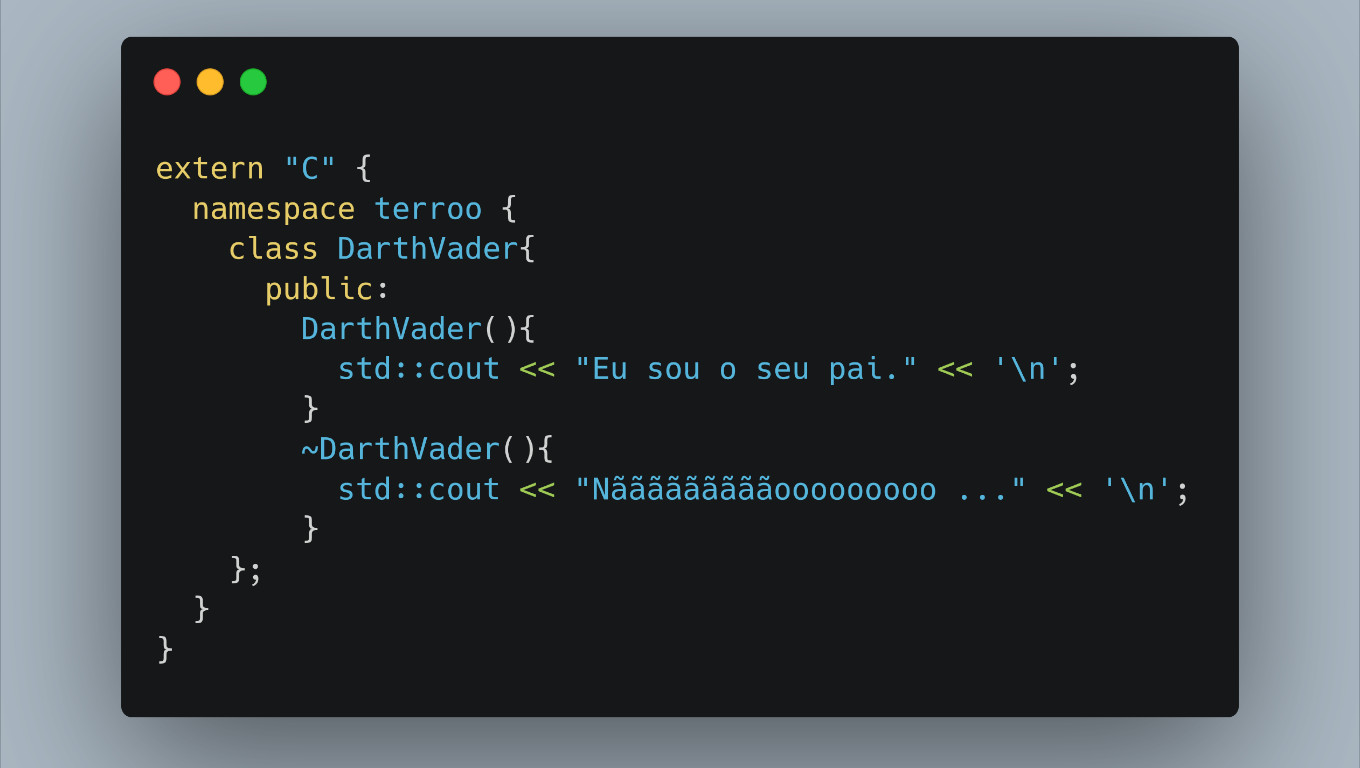 extern "C" {
  namespace terroo {
    class DarthVader{
      public:
        DarthVader(){
          std::cout << "Eu sou o seu pai." << '\n';
        }
        ~DarthVader(){
          std::cout << "Nãããããããããooooooooo ..." << '\n';
        }
    };
  }
}